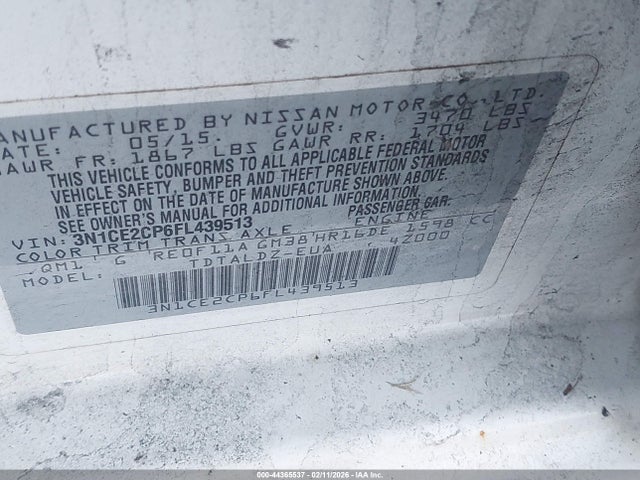 MANUFACTURED BY NISSAN MOTOR CO., LTD.
DATE: 05/15. GVWR: 3470 LBS
GAWR FR: 1867 LBS GAWR RR: 1704 LBS
THIS VEHICLE CONFORMS TO ALL APPLICABLE FEDERAL MOTOR
VEHICLE SAFETY, BUMPER AND THEFT PREVENTION STANDARDS
IN EFFECT ON THE DATE OF MANUFACTURE SHOWN ABOVE.
SEE OWNER'S MANUAL FOR ADDITIONAL INFORMATION
VIN: 3N1CE2CP6FL439513 PASSENGER CAR.
COLOR TRIM TRANS AXLE ENGINE
QM1 G RE0F11A GM38 HR16DE 1598 CC
MODEL: TDTALDZ-EUA 4Z000
3N1CE2CP6FL439513
000-44365537 - 02/11/2026 - IAAI Inc.